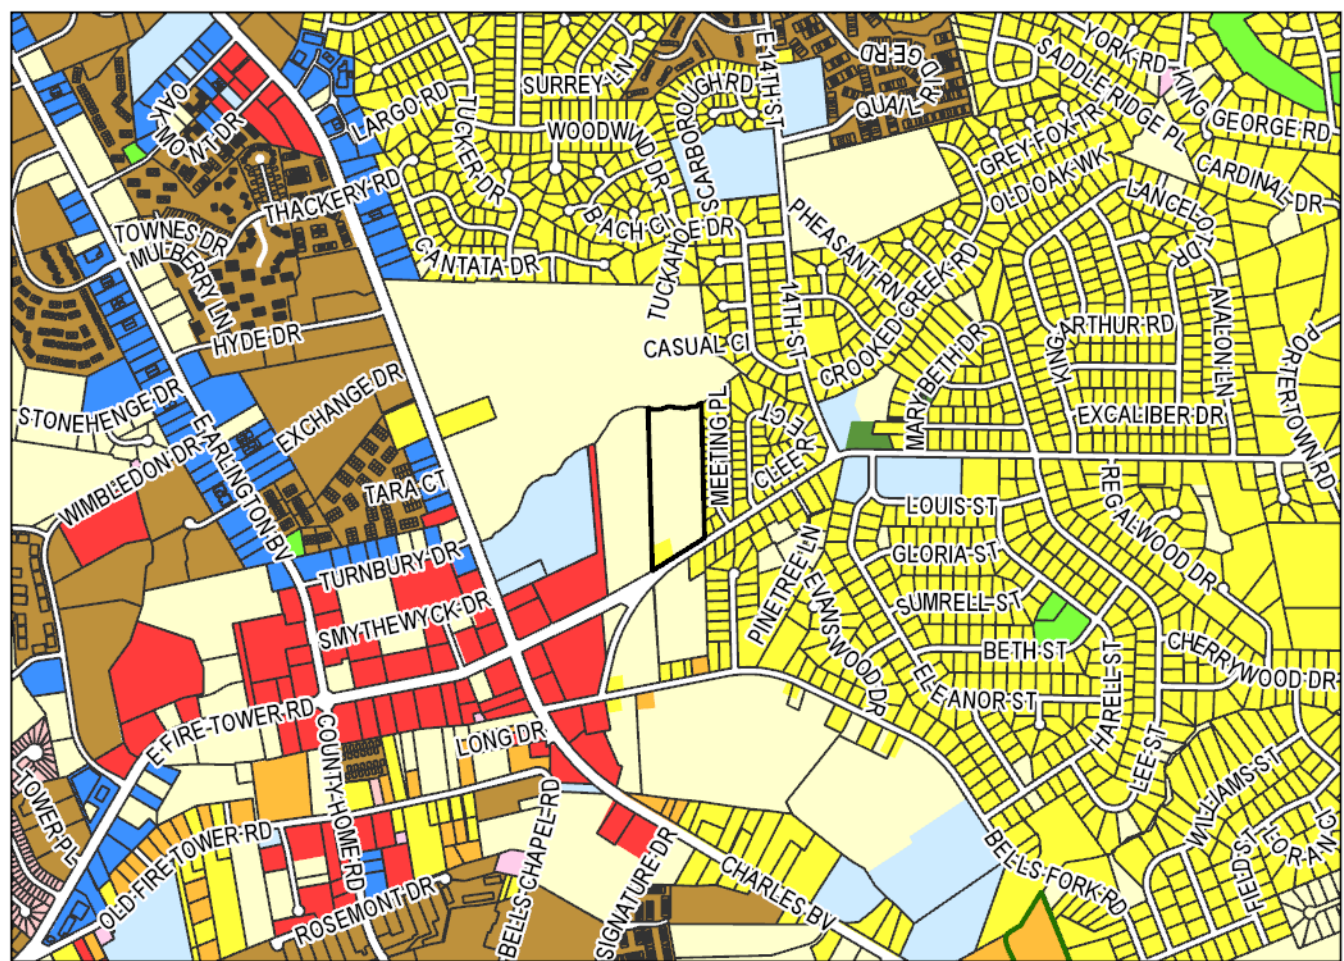 YORK RD
KING GEORGE RD
SADDLE RIDGE PL
E 14TH ST
QUAIL RIDGE RD
SURREY LN
SCARBOROUGH RD
OAKMONT DR
LARGO RD
TUCKER DR
WOODWIND DR
GREY FOX TR
OLD OAK WK
CARDINAL DR
LANCELOT DR
THACKERY RD
BACH CI
TUCKAHOE DR
PHEASANT RN
TOWNES DR
MULBERRY LN
CANTATA DR
CROOKED CREEK RD
14TH ST
AVALON LN
KING ARTHUR RD
PORTERTOWN RD
HYDE DR
CASUAL CI
MARY BETH DR
STONEHENGE DR
EXCHANGE DR
E ARLINGTON BV
MEETING PL
CLEERE CT
EXCALIBER DR
WIMBLEDON DR
TARA CT
REGALWOOD DR
LOUIS ST
TURNBURY DR
GLORIA ST
PINETREE LN
EVANSWOOD DR
SMYTHEWYCK DR
SUMRELL ST
BETH ST
CHERRYWOOD DR
ELEANOR ST
HARELL ST
E FIRE TOWER RD
COUNTY HOME RD
LONG DR
LEE ST
WILLIAMS ST
TOWER PL
OLD FIRE TOWER RD
BELLS CHAPEL RD
SIGNATURE DR
CHARLES BV
BELLS FORK RD
FIELD ST
LORAN CI
ROSEMONT DR